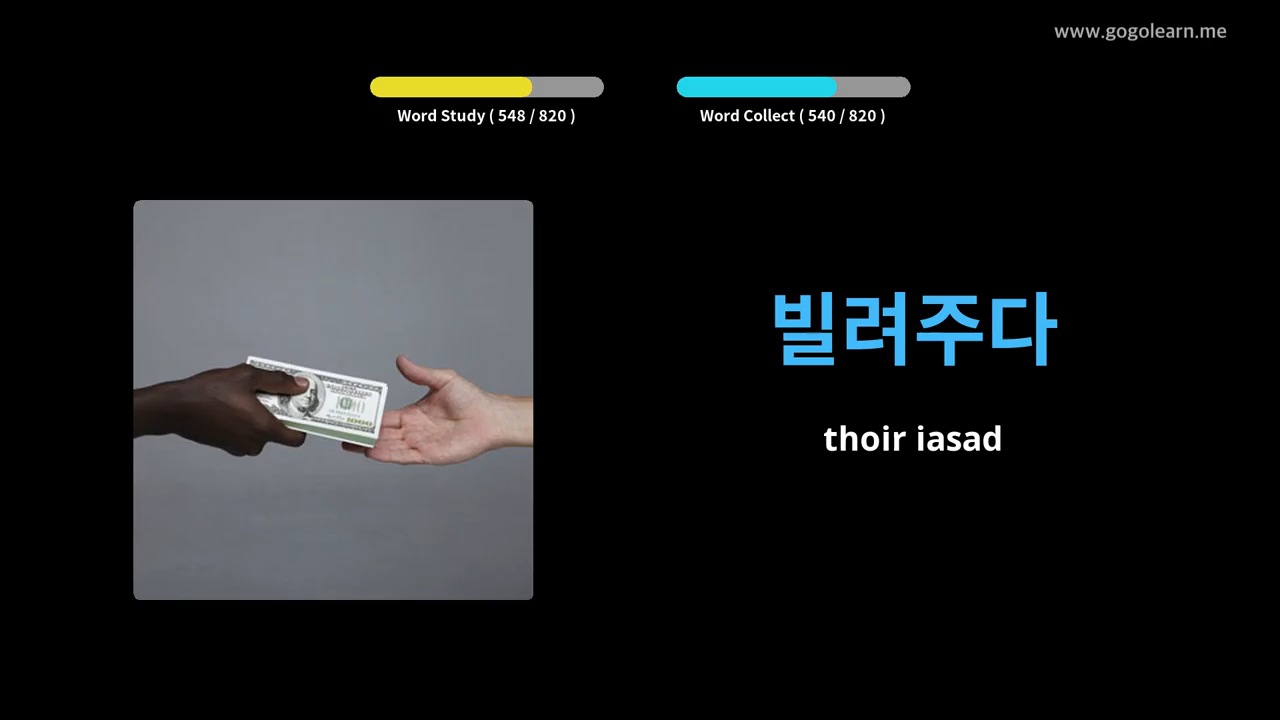 www.gogolearn.me
Word Study ( 548 / 820 )
Word Collect ( 540 / 820 )
빌려주다
thoir iasad